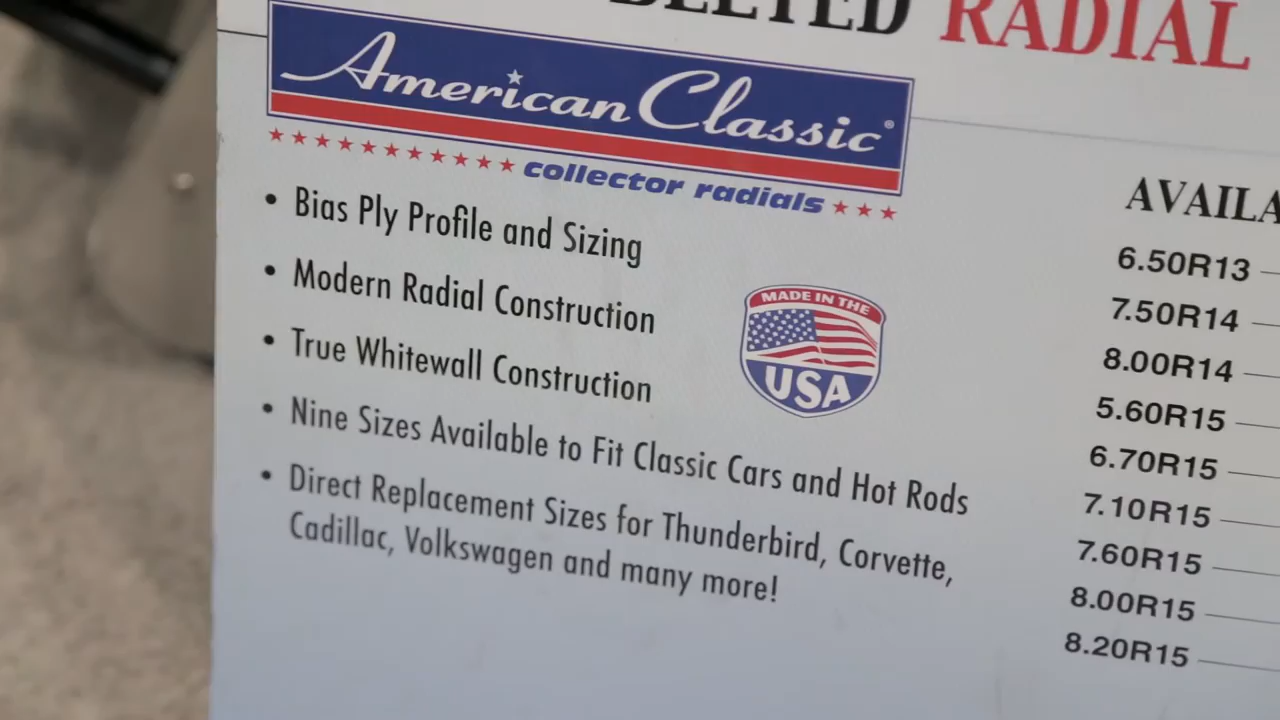 RADIAL
American Classic®
collector radials
• Bias Ply Profile and Sizing
• Modern Radial Construction
• True Whitewall Construction
• Nine Sizes Available to Fit Classic Cars and Hot Rods
• Direct Replacement Sizes for Thunderbird, Corvette,
Cadillac, Volkswagen and many more!
MADE IN THE
USA
6.50R13
7.50R14
8.00R14
5.60R15
6.70R15
7.10R15
7.60R15
8.00R15
8.20R15